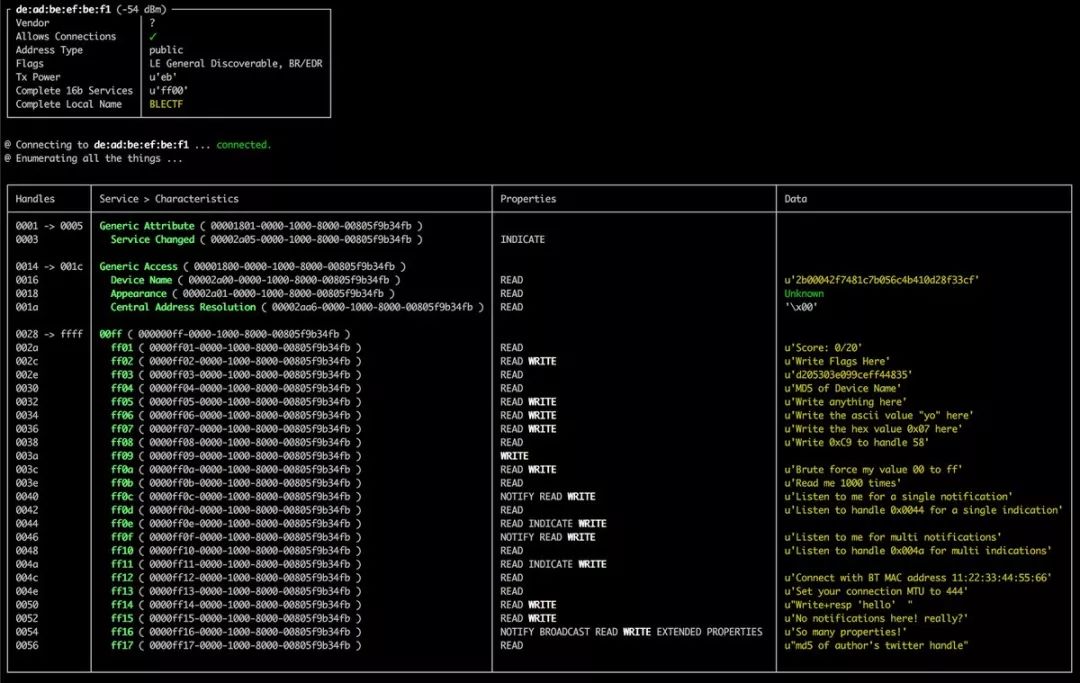 de:ad:be:ef:be:f1 (-54 dBm)
Vendor ?
Allows Connections ✓
Address Type public
Flags LE General Discoverable, BR/EDR
Tx Power u'eb'
Complete 16b Services u'ff00'
Complete Local Name BLECTF
@ Connecting to de:ad:be:ef:be:f1 ... connected.
@ Enumerating all the things ...
Handles Service > Characteristics Properties Data
0001 -> 0005 Generic Attribute ( 00001801-0000-1000-8000-00805f9b34fb )
0003 Service Changed ( 00002a05-0000-1000-8000-00805f9b34fb ) INDICATE
0014 -> 001c Generic Access ( 00001800-0000-1000-8000-00805f9b34fb )
0016 Device Name ( 00002a00-0000-1000-8000-00805f9b34fb ) READ u'2b00042f7481c7b056c4b410d28f33cf'
0018 Appearance ( 00002a01-0000-1000-8000-00805f9b34fb ) READ Unknown
001a Central Address Resolution ( 00002aa6-0000-1000-8000-00805f9b34fb ) READ '\x00'
0028 -> ffff 00ff ( 000000ff-0000-1000-8000-00805f9b34fb )
002a ff01 ( 0000ff01-0000-1000-8000-00805f9b34fb ) READ u'Score: 0/20'
002c ff02 ( 0000ff02-0000-1000-8000-00805f9b34fb ) READ WRITE u'Write Flags Here'
002e ff03 ( 0000ff03-0000-1000-8000-00805f9b34fb ) READ u'd205303e099ceff44835'
0030 ff04 ( 0000ff04-0000-1000-8000-00805f9b34fb ) READ u'MD5 of Device Name'
0032 ff05 ( 0000ff05-0000-1000-8000-00805f9b34fb ) READ WRITE u'Write anything here'
0034 ff06 ( 0000ff06-0000-1000-8000-00805f9b34fb ) READ WRITE u'Write the ascii value "yo" here'
0036 ff07 ( 0000ff07-0000-1000-8000-00805f9b34fb ) READ WRITE u'Write the hex value 0x07 here'
0038 ff08 ( 0000ff08-0000-1000-8000-00805f9b34fb ) READ u'Write 0xC9 to handle 58'
003a ff09 ( 0000ff09-0000-1000-8000-00805f9b34fb ) WRITE
003c ff0a ( 0000ff0a-0000-1000-8000-00805f9b34fb ) READ WRITE u'Brute force my value 00 to ff'
003e ff0b ( 0000ff0b-0000-1000-8000-00805f9b34fb ) READ u'Read me 1000 times'
0040 ff0c ( 0000ff0c-0000-1000-8000-00805f9b34fb ) NOTIFY READ WRITE u'Listen to me for a single notification'
0042 ff0d ( 0000ff0d-0000-1000-8000-00805f9b34fb ) READ u'Listen to handle 0x0044 for a single indication'
0044 ff0e ( 0000ff0e-0000-1000-8000-00805f9b34fb ) READ INDICATE WRITE
0046 ff0f ( 0000ff0f-0000-1000-8000-00805f9b34fb ) NOTIFY READ WRITE u'Listen to me for multi notifications'
0048 ff10 ( 0000ff10-0000-1000-8000-00805f9b34fb ) READ u'Listen to handle 0x004a for multi indications'
004a ff11 ( 0000ff11-0000-1000-8000-00805f9b34fb ) READ INDICATE WRITE
004c ff12 ( 0000ff12-0000-1000-8000-00805f9b34fb ) READ u'Connect with BT MAC address 11:22:33:44:55:66'
004e ff13 ( 0000ff13-0000-1000-8000-00805f9b34fb ) READ u'Set your connection MTU to 444'
0050 ff14 ( 0000ff14-0000-1000-8000-00805f9b34fb ) READ WRITE u"Write+resp 'hello'  "
0052 ff15 ( 0000ff15-0000-1000-8000-00805f9b34fb ) READ WRITE u'No notifications here! really?'
0054 ff16 ( 0000ff16-0000-1000-8000-00805f9b34fb ) NOTIFY BROADCAST READ WRITE EXTENDED PROPERTIES u'So many properties!'
0056 ff17 ( 0000ff17-0000-1000-8000-00805f9b34fb ) READ u"md5 of author's twitter handle"